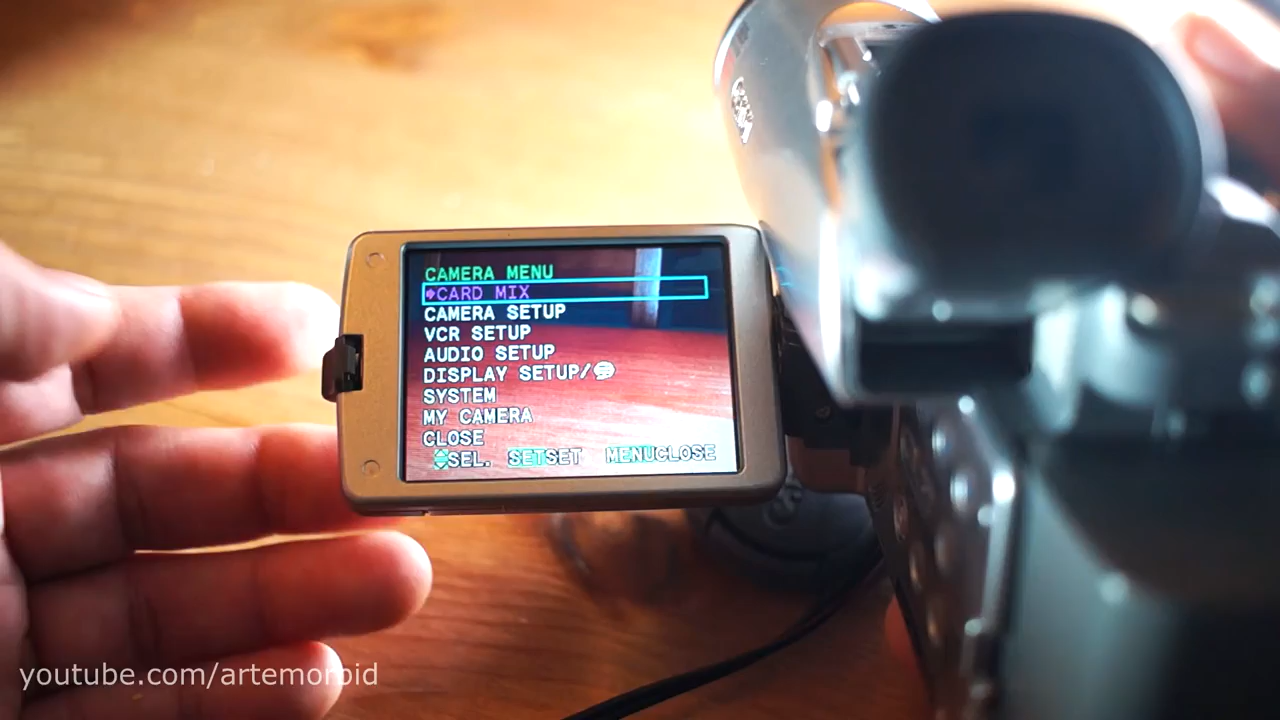 CAMERA MENU
CARD MIX
CAMERA SETUP
VCR SETUP
AUDIO SETUP
DISPLAY SETUP/
SYSTEM
MY CAMERA
CLOSE
SEL. SETSET MENUCLOSE
youtube.com/artemorbid